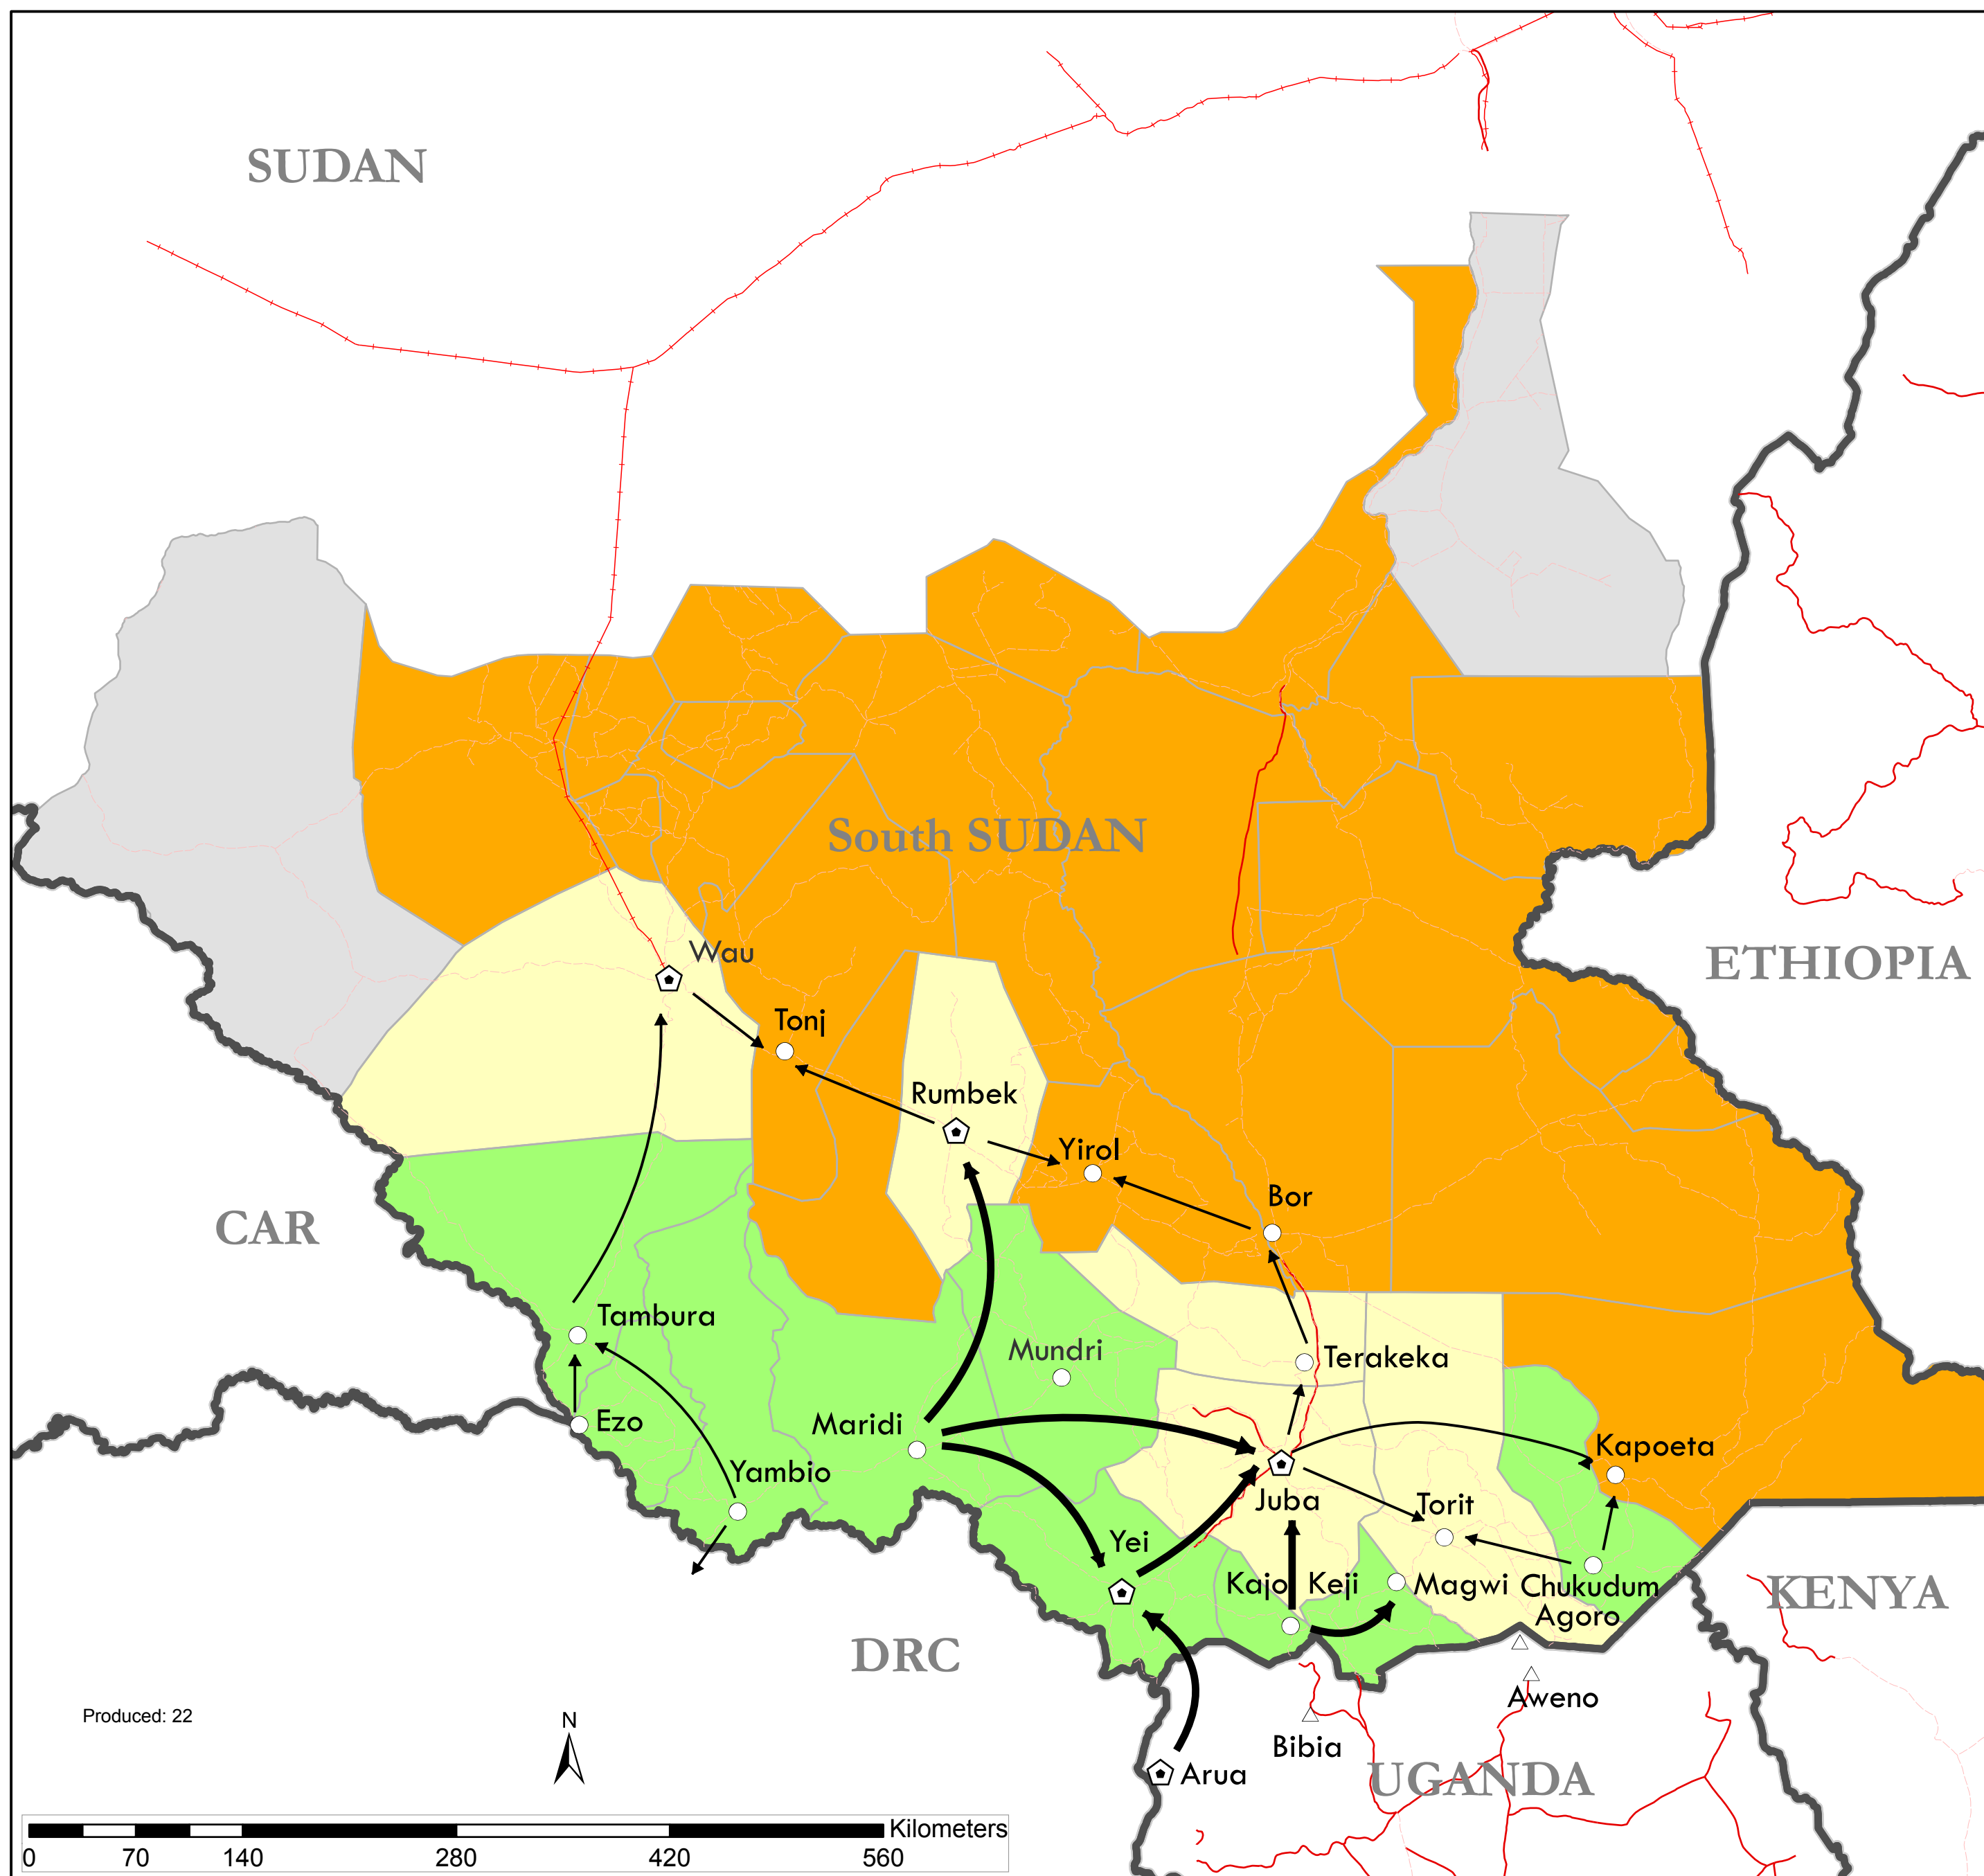 SUDAN
South SUDAN
Wau
ETHIOPIA
Tonj
Rumbek
Yirol
Bor
CAR
Tambura
Mundri
Terakeka
Ezo
Maridi
Kapoeta
Yambio
Juba
Torit
Yei
Kajo Keji
Magwi
Chukudum
Agoro
KENYA
DRC
Aweno
Produced: 22
N
Bibia
Arua
UGANDA
Kilometers
0 70 140 280 420 560